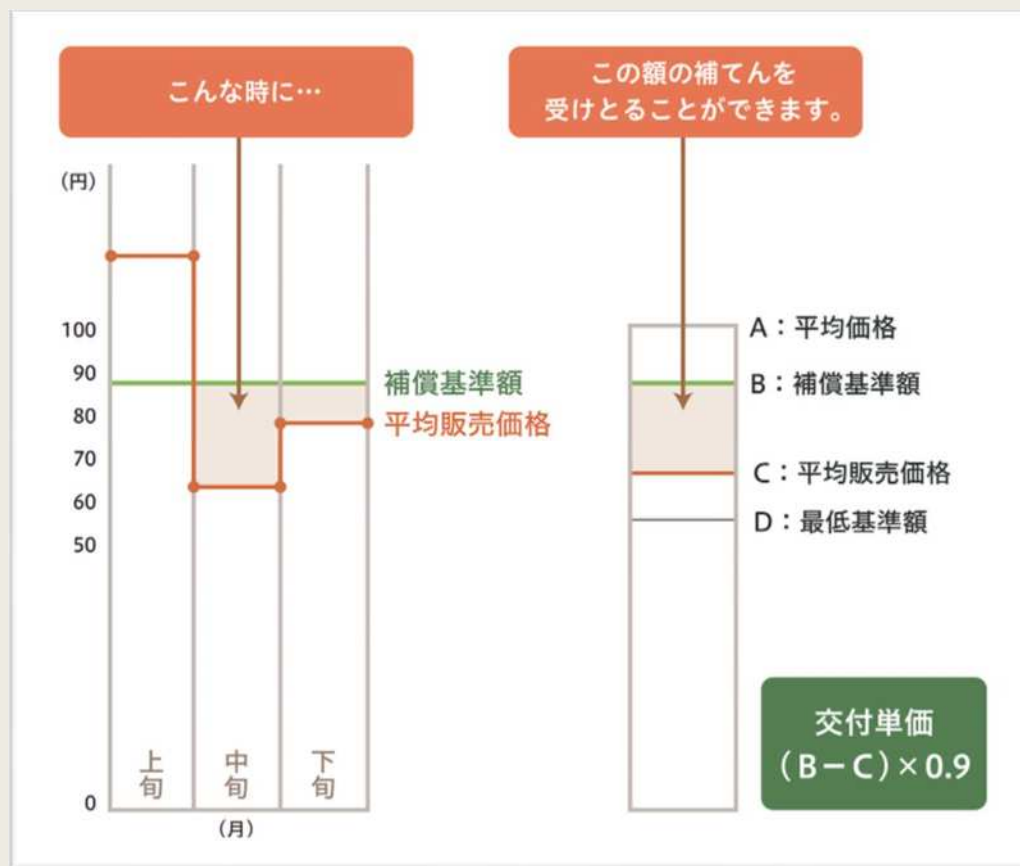 こんな時に…
この額の補てんを
受けとることができます。
(円)
100
90
80
70
60
50
0
補償基準額
平均販売価格
上旬
中旬
下旬
(月)
A：平均価格
B：補償基準額
C：平均販売価格
D：最低基準額
交付単価
(B－C)×0.9